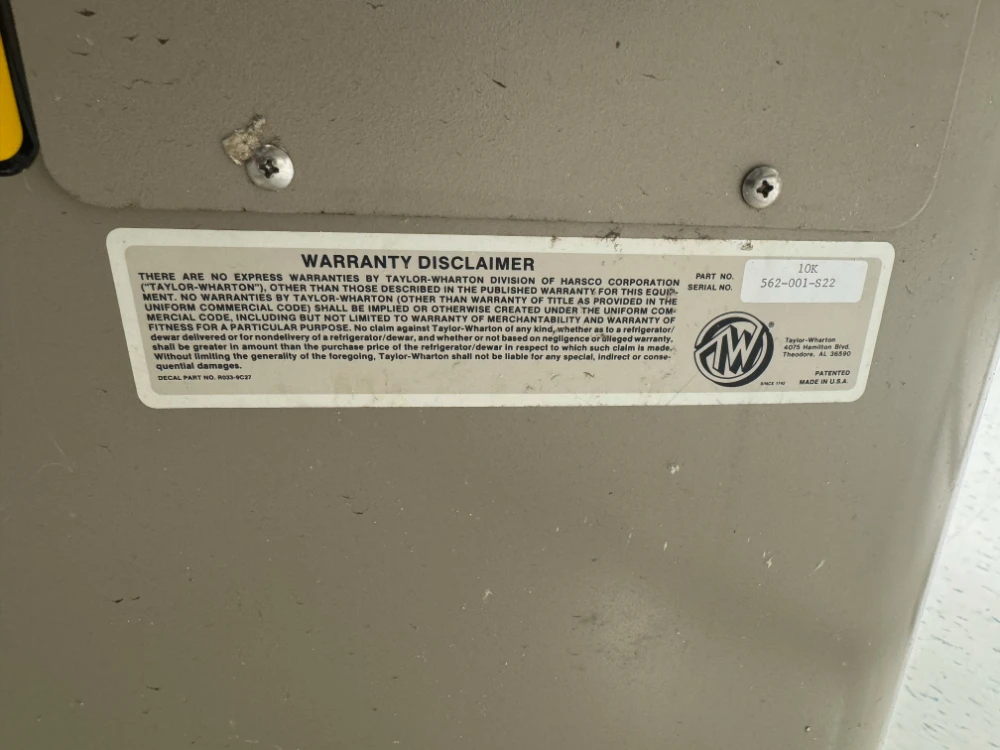 WARRANTY DISCLAIMER
THERE ARE NO EXPRESS WARRANTIES BY TAYLOR-WHARTON DIVISION OF HARSCO CORPORATION
("TAYLOR-WHARTON"), OTHER THAN THOSE DESCRIBED IN THE PUBLISHED WARRANTY FOR THIS EQUIP-
MENT. NO WARRANTIES BY TAYLOR-WHARTON (OTHER THAN WARRANTY OF TITLE AS PROVIDED IN THE
UNIFORM COMMERCIAL CODE) SHALL BE IMPLIED OR OTHERWISE CREATED UNDER THE UNIFORM COM-
MERCIAL CODE, INCLUDING BUT NOT LIMITED TO WARRANTY OF MERCHANTABILITY AND WARRANTY OF
FITNESS FOR A PARTICULAR PURPOSE. No claim against Taylor-Wharton of any kind, whether as to a refrigerator/
dewar delivered or for nondelivery of a refrigerator/dewar, and whether or not based on negligence or alleged warranty,
shall be greater in amount than the purchase price of the refrigerator/dewar in respect to which such claim is made.
Without limiting the generality of the foregoing, Taylor-Wharton shall not be liable for any special, indirect or conse-
quential damages.
DECAL PART NO. R033-9C27
PART NO. 10K
SERIAL NO. 562-001-S22
TW®
SINCE 1742
Taylor-Wharton
4075 Hamilton Blvd.
Theodore, AL 36590
PATENTED
MADE IN U.S.A.